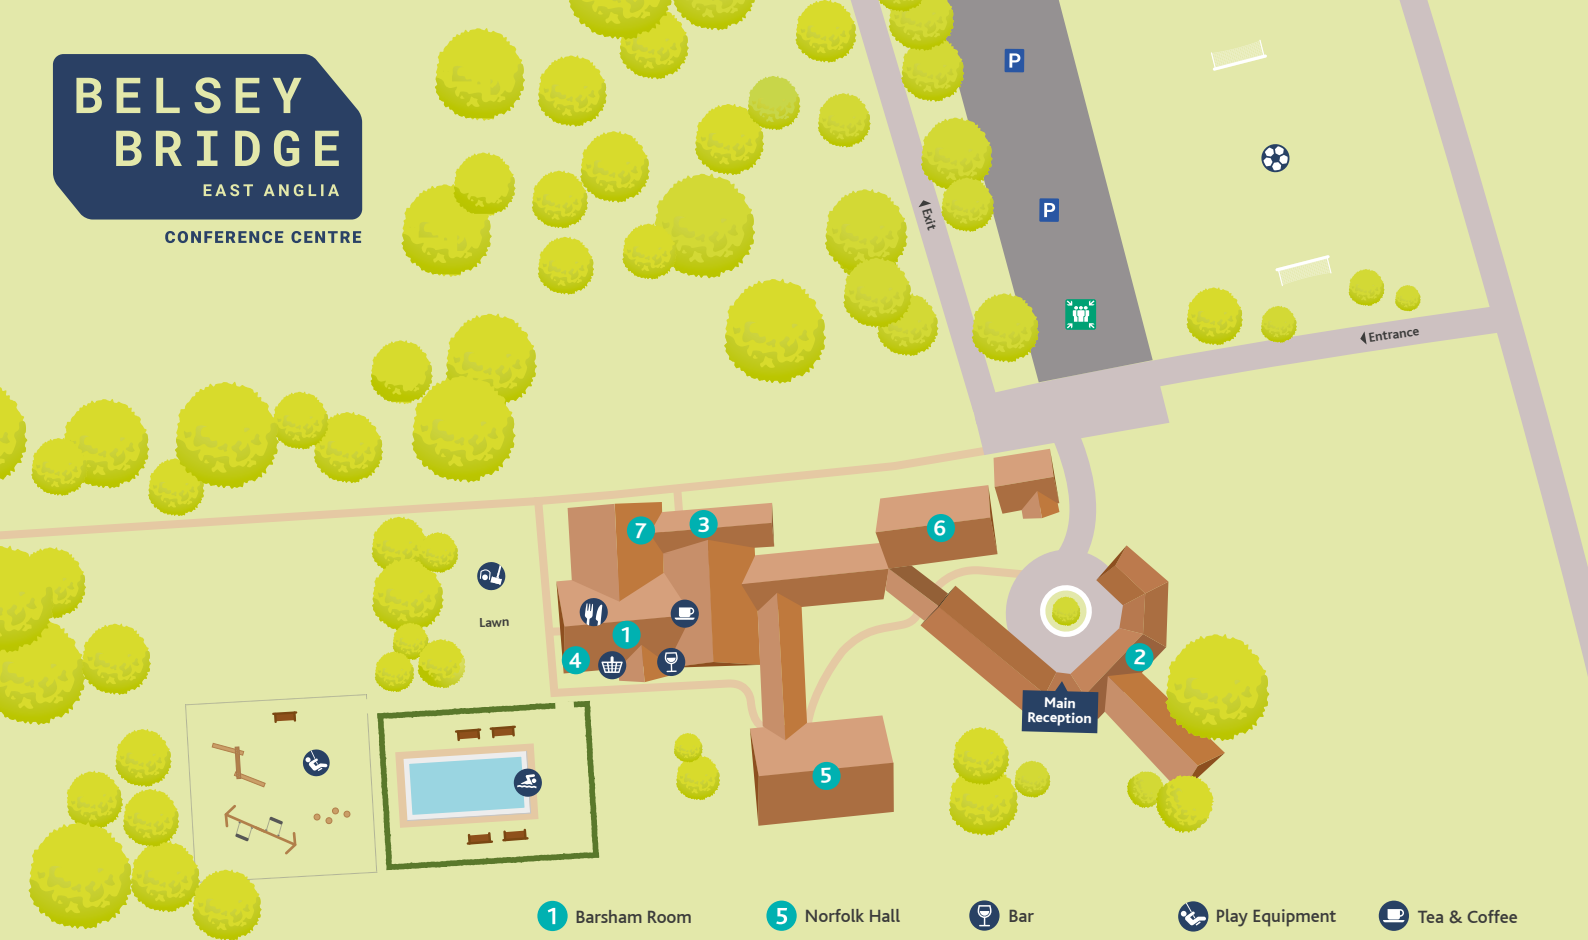 BELSEY
BRIDGE
EAST ANGLIA
CONFERENCE CENTRE
P
P
Exit
Entrance
7
3
6
Lawn
1
4
2
Main
Reception
5
1 Barsham Room
5 Norfolk Hall
Bar
Play Equipment
Tea & Coffee